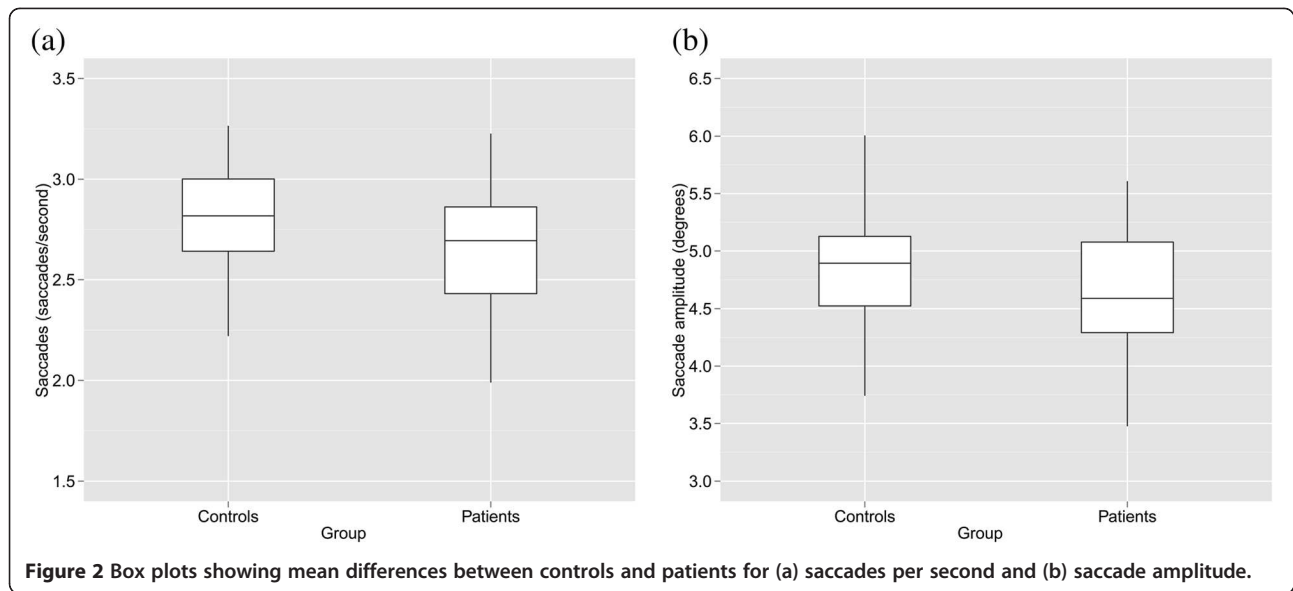 (a)
3.5
3.0
2.5
2.0
1.5
Saccades (saccades/second)
Controls
Patients
Group
(b)
6.5
6.0
5.5
5.0
4.5
4.0
3.5
3.0
Saccade amplitude (degrees)
Controls
Patients
Group
Figure 2 Box plots showing mean differences between controls and patients for (a) saccades per second and (b) saccade amplitude.